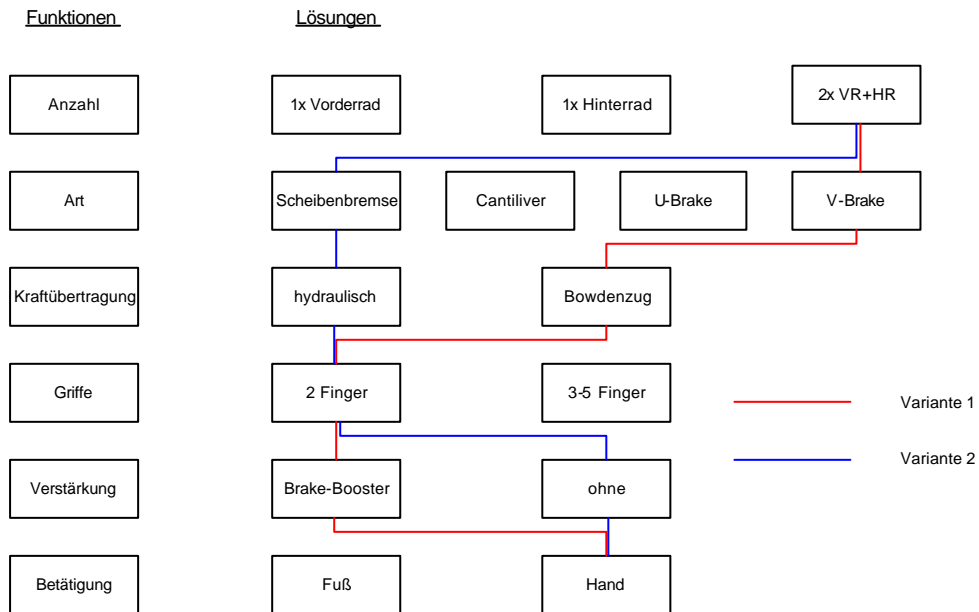 Funktionen Lösungen
Anzahl 1x Vorderrad 1x Hinterrad 2x VR+HR
Art Scheibenbremse Cantiliver U-Brake V-Brake
Kraftübertragung hydraulisch Bowdenzug
Griffe 2 Finger 3-5 Finger
Variante 1
Variante 2
Verstärkung Brake-Booster ohne
Betätigung Fuß Hand